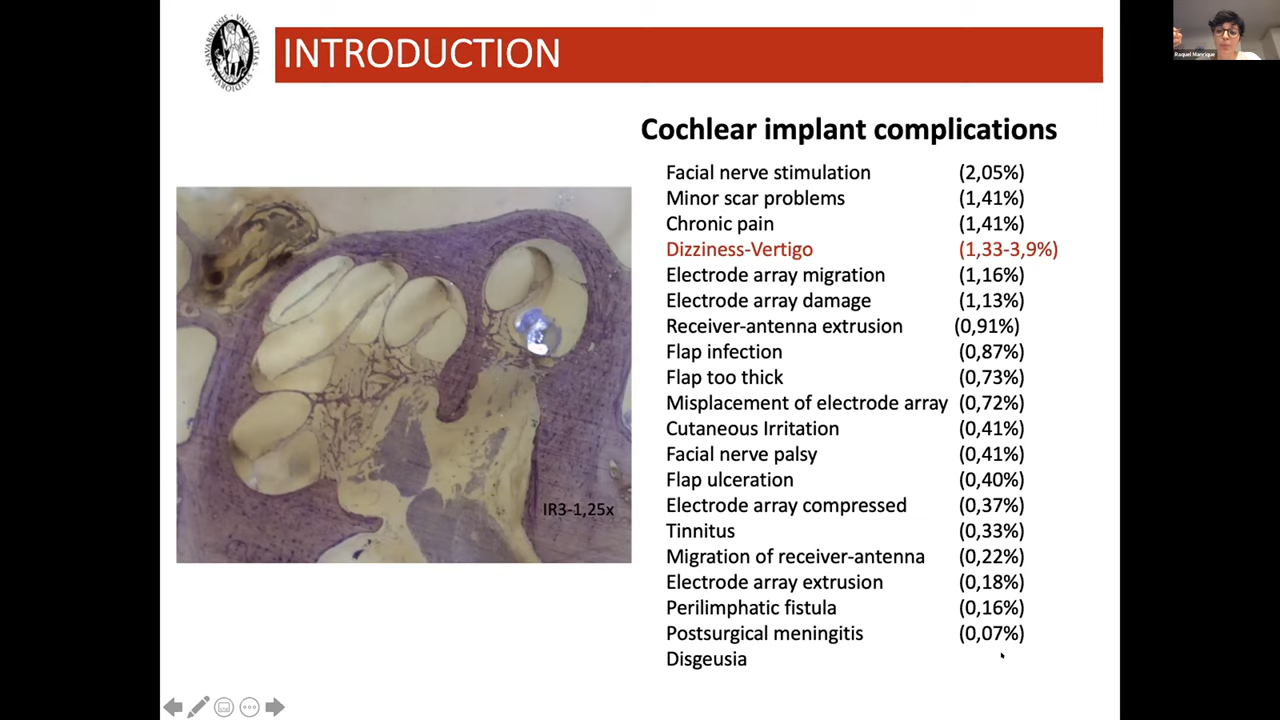 INTRODUCTION
Raquel Manrique
Cochlear implant complications
Facial nerve stimulation (2,05%)
Minor scar problems (1,41%)
Chronic pain (1,41%)
Dizziness-Vertigo (1,33-3,9%)
Electrode array migration (1,16%)
Electrode array damage (1,13%)
Receiver-antenna extrusion (0,91%)
Flap infection (0,87%)
Flap too thick (0,73%)
Misplacement of electrode array (0,72%)
Cutaneous Irritation (0,41%)
Facial nerve palsy (0,41%)
Flap ulceration (0,40%)
Electrode array compressed (0,37%)
Tinnitus (0,33%)
Migration of receiver-antenna (0,22%)
Electrode array extrusion (0,18%)
Perilimphatic fistula (0,16%)
Postsurgical meningitis (0,07%)
Disgeusia
IR3-1,25x